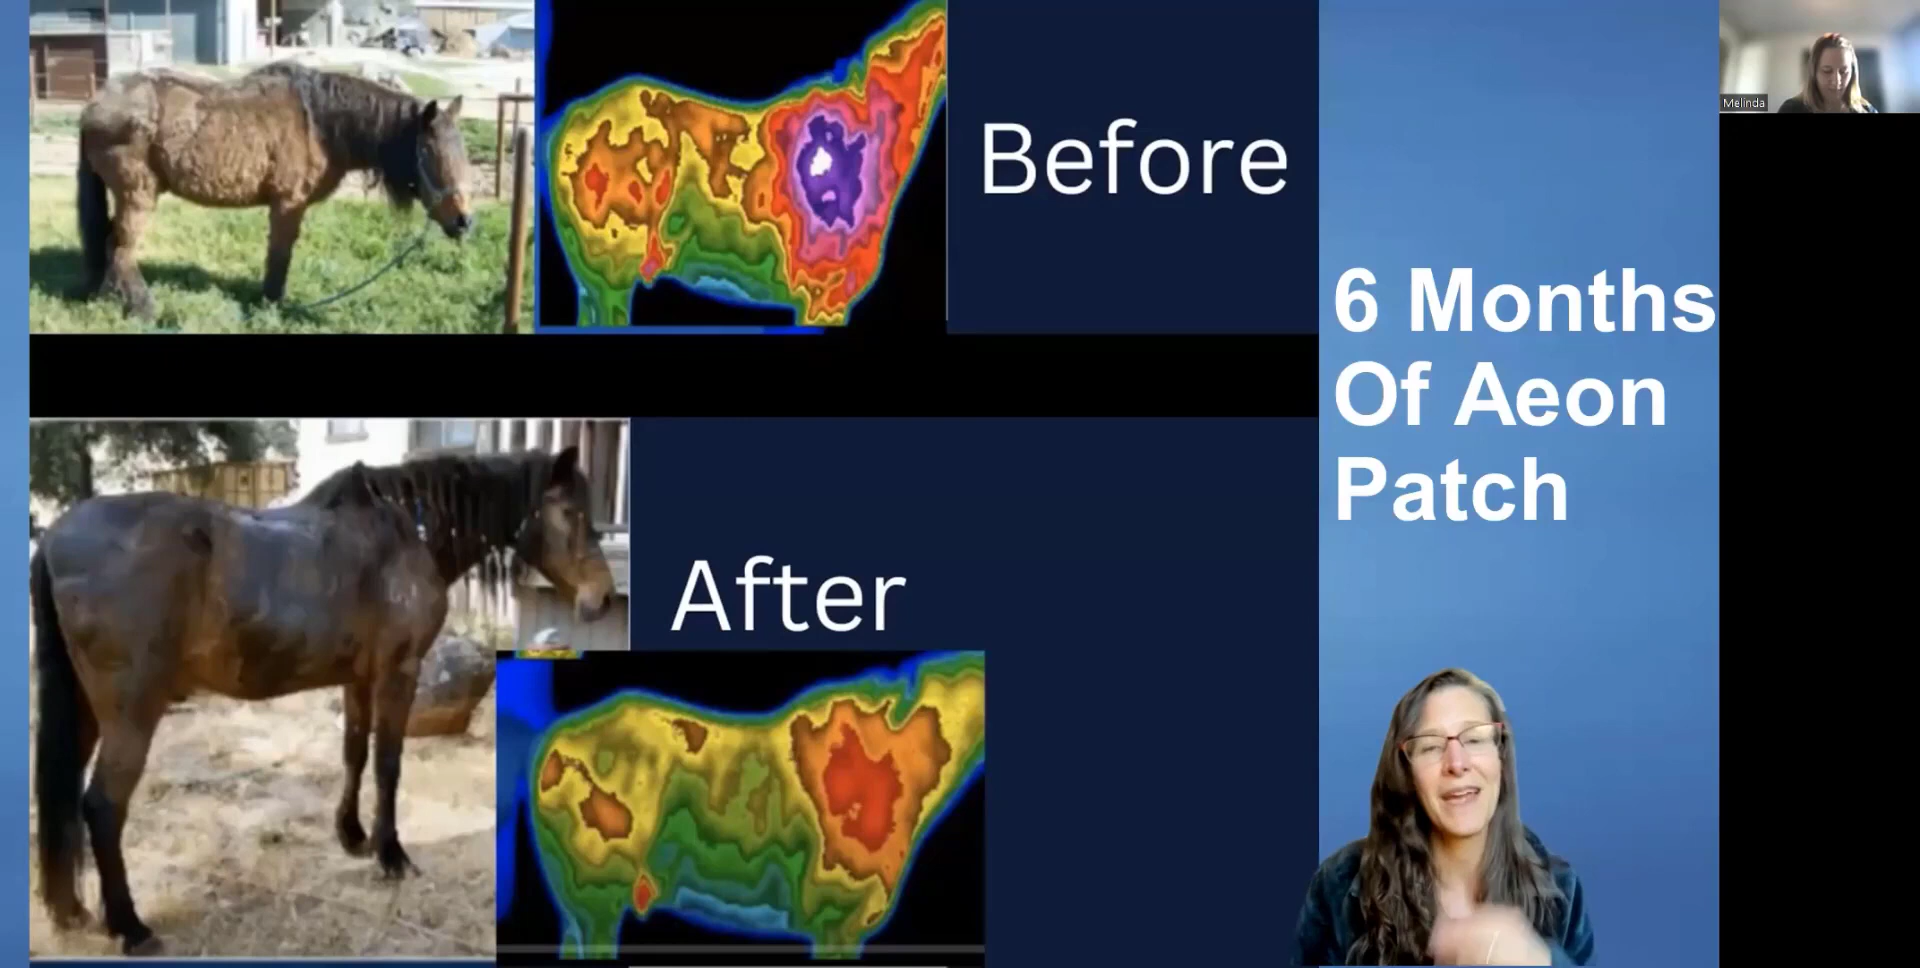 Before
Melinda
6 Months
Of Aeon
Patch
After